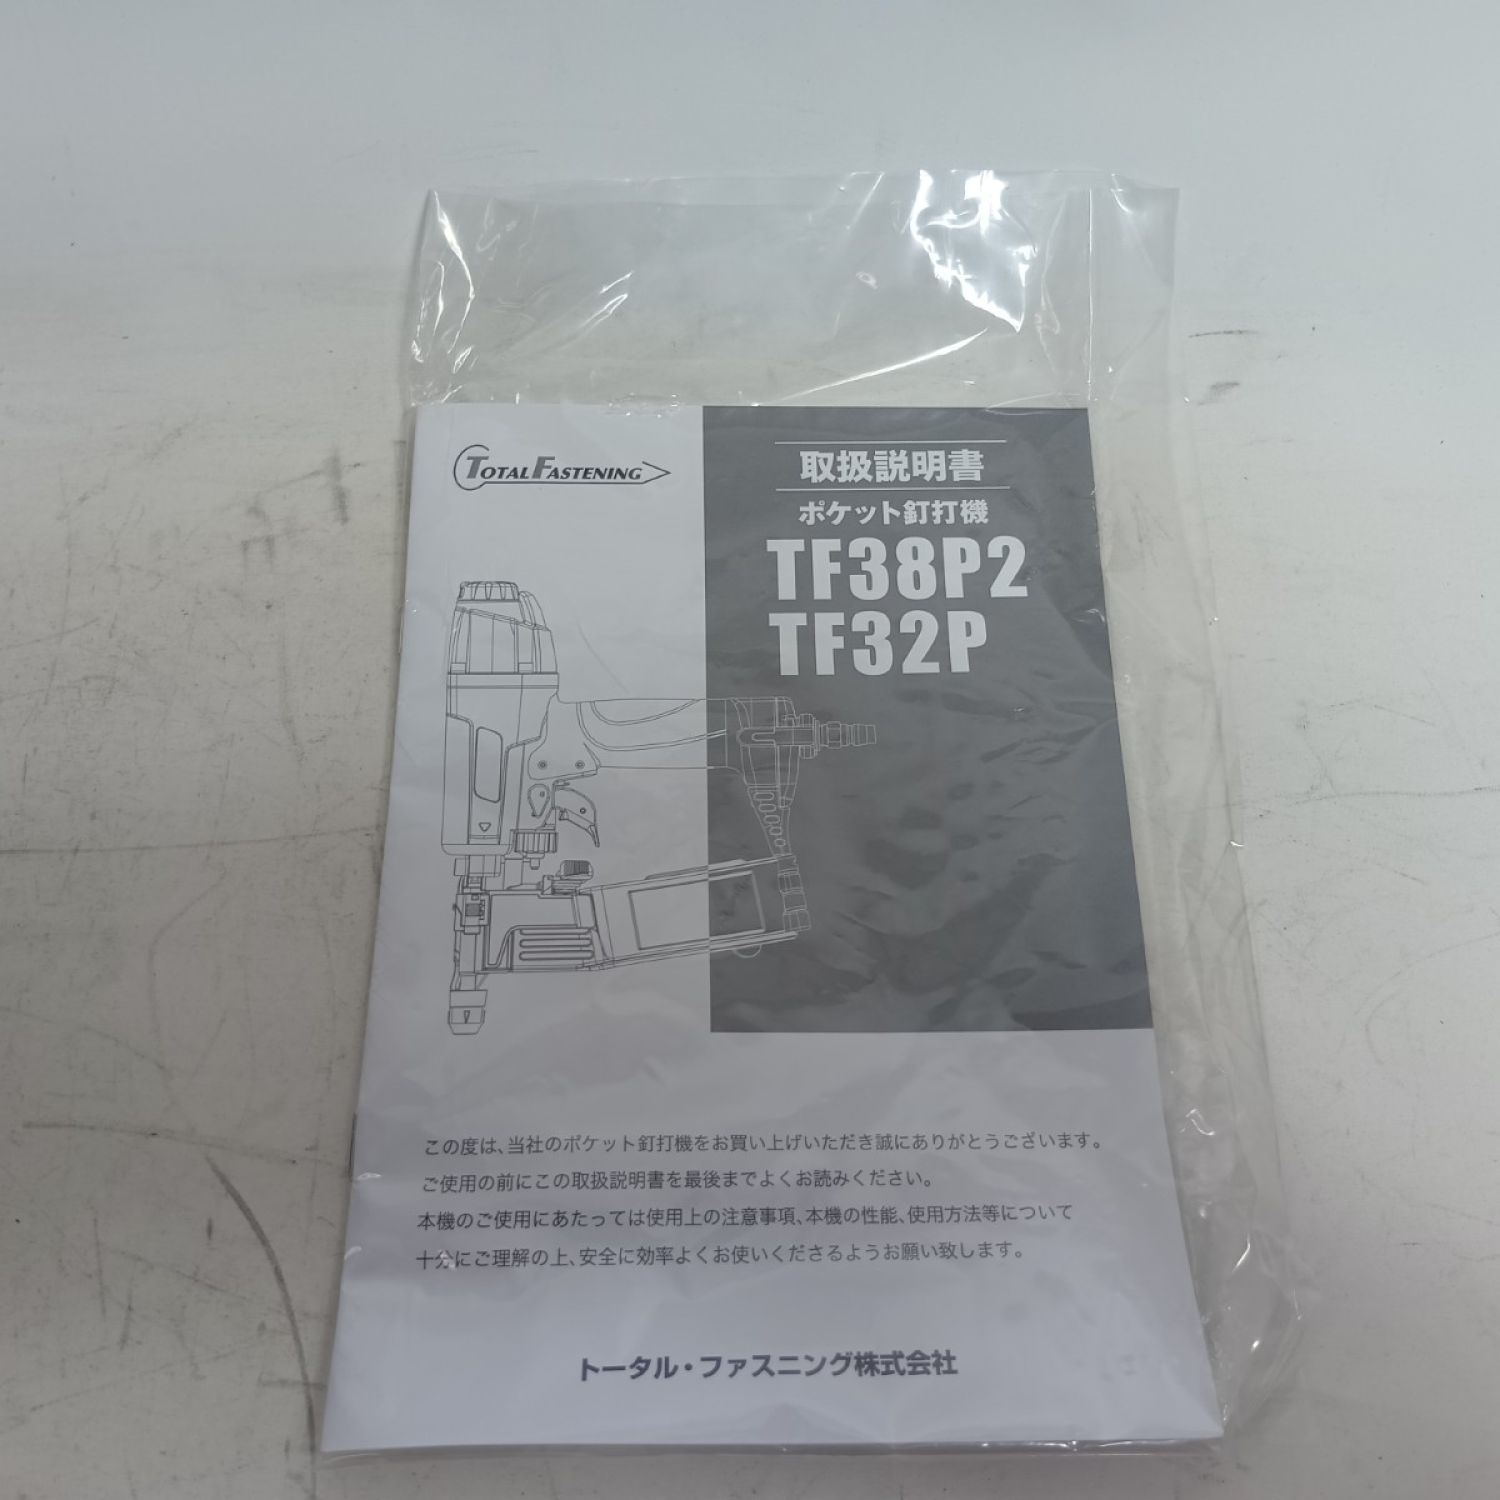 TOTAL FASTENING
取扱説明書
ポケット釘打機
TF38P2
TF32P
この度は、当社のポケット釘打機をお買い上げいただき誠にありがとうございます。
ご使用の前にこの取扱説明書を最後までよくお読みください。
本機のご使用にあたっては使用上の注意事項、本機の性能、使用方法等について
十分にご理解の上、安全に効率よくお使いくださるようお願い致します。
トータル・ファスニング株式会社